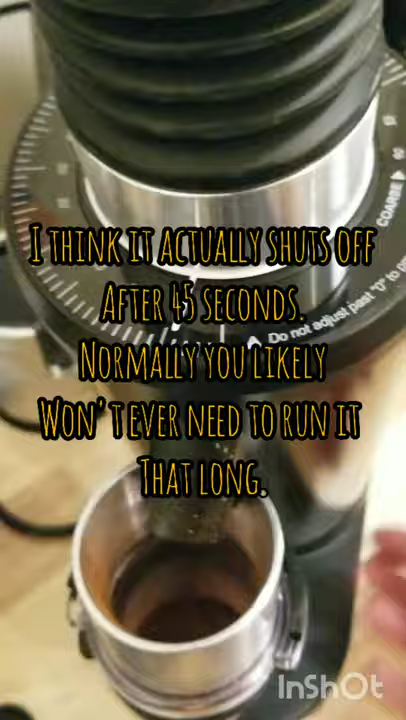 COARSE ▶
60
Do not adjust past "0" to
I THINK IT ACTUALLY SHUTS OFF
AFTER 45 SECONDS.
NORMALLY YOU LIKELY
WON'T EVER NEED TO RUN IT
THAT LONG.
InShOt